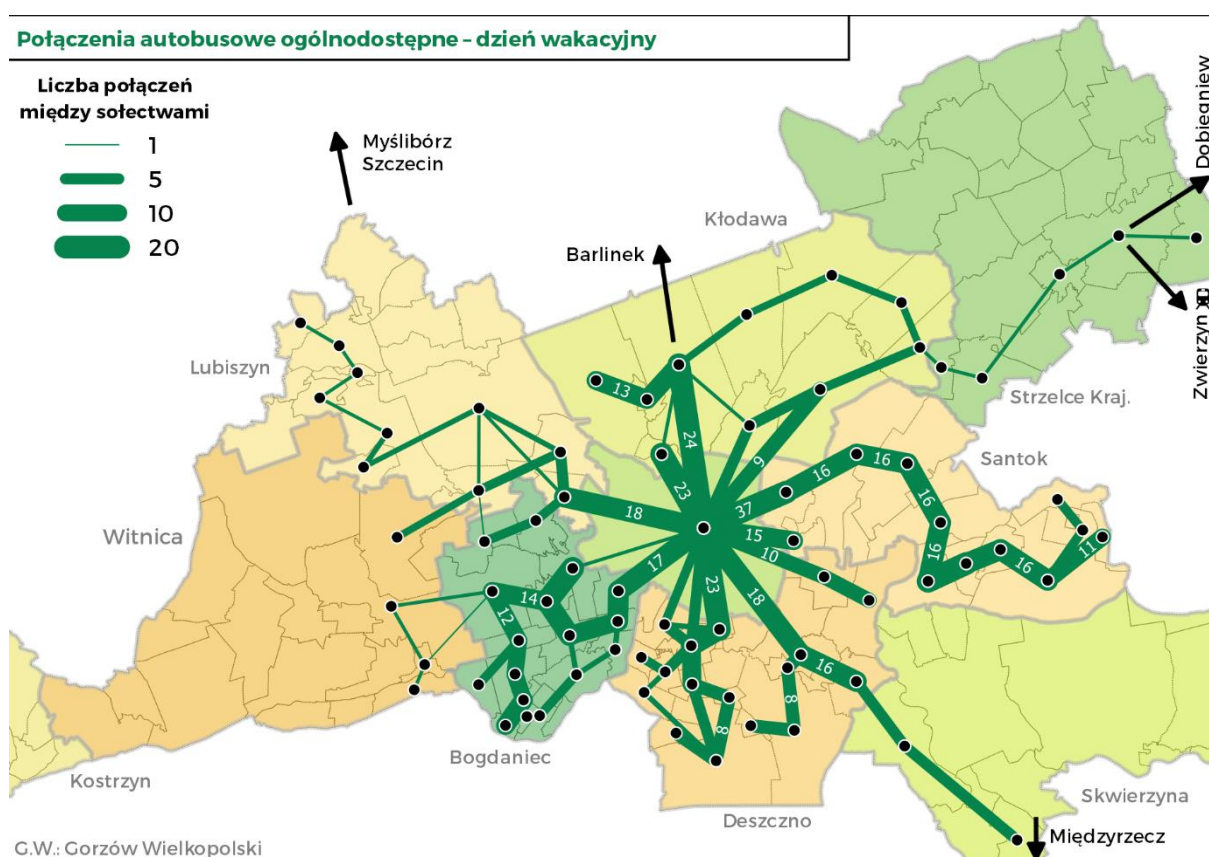 Połączenia autobusowe ogólnodostępne – dzień wakacyjny
Liczba połączeń
między sołectwami
1
5
10
20
Myślibórz
Szczecin
Kłodawa
Barlinek
Dobiegniew
Zwierzyn
Lubiszyn
Strzelce Kraj.
Santok
Witnica
13
24
23
9
16
16
16
16
16
11
37
15
10
18
17
14
12
23
18
16
8
8
Bogdaniec
Kostrzyn
Deszczno
Skwierzyna
Międzyrzecz
G.W.: Gorzów Wielkopolski